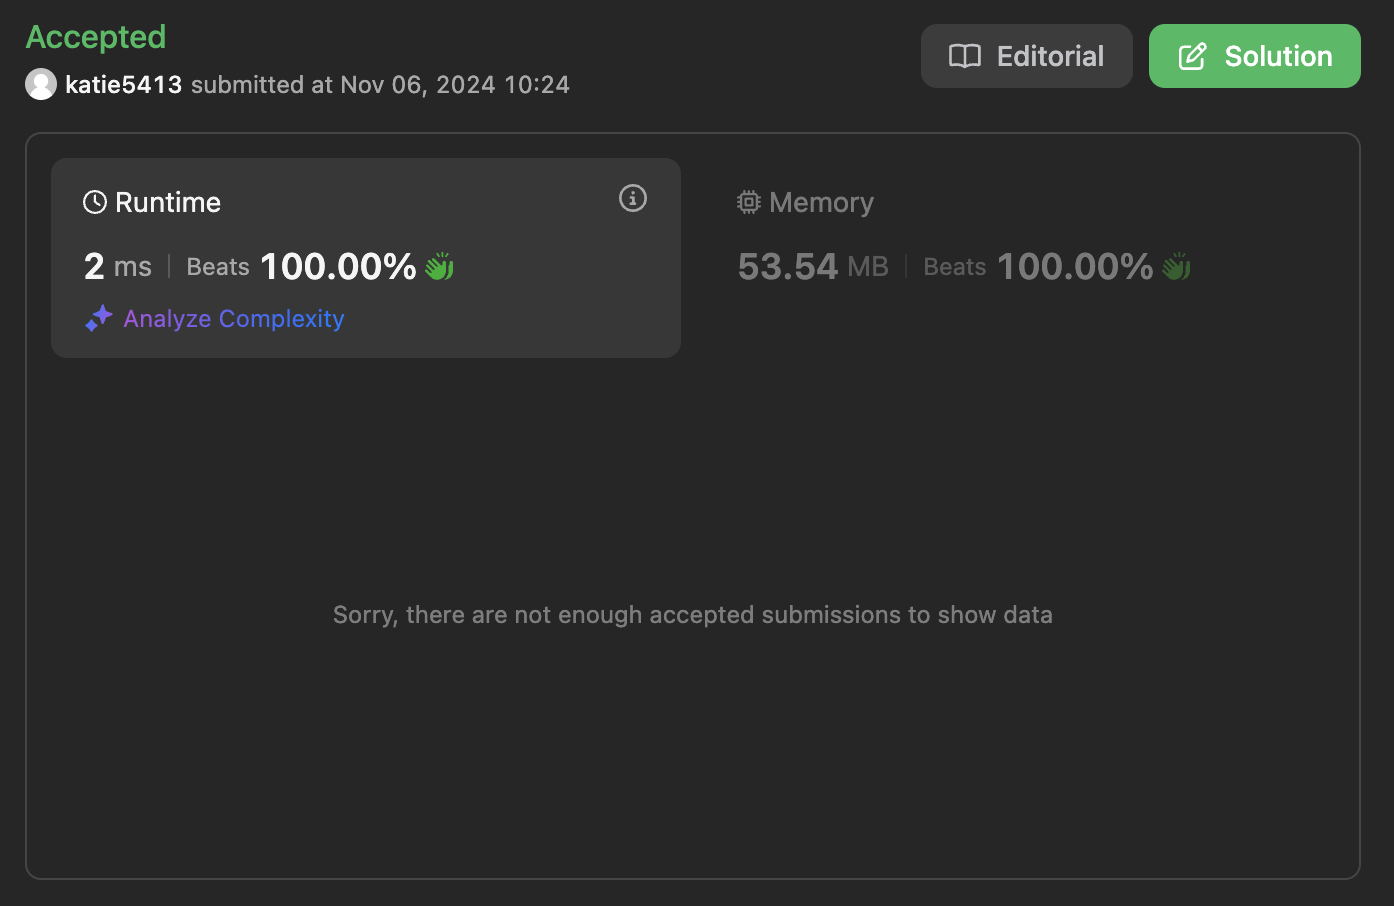 Accepted
katie5413 submitted at Nov 06, 2024 10:24
Editorial
Solution
Runtime
2 ms | Beats 100.00%
Analyze Complexity
Memory
53.54 MB | Beats 100.00%
Sorry, there are not enough accepted submissions to show data